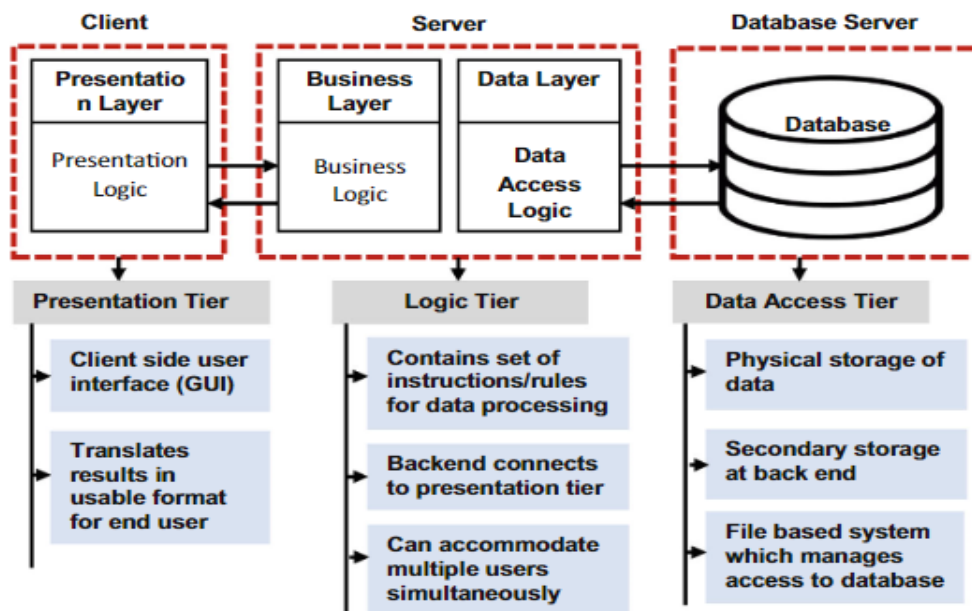 Client
Server
Database Server
Presentatio
n Layer
Presentation
Logic
Business
Layer
Business
Logic
Data Layer
Data
Access
Logic
Database
Presentation Tier
Client side user
interface (GUI)
Translates
results in
usable format
for end user
Logic Tier
Contains set of
instructions/rules
for data processing
Backend connects
to presentation tier
Can accommodate
multiple users
simultaneously
Data Access Tier
Physical storage of
data
Secondary storage
at back end
File based system
which manages
access to database